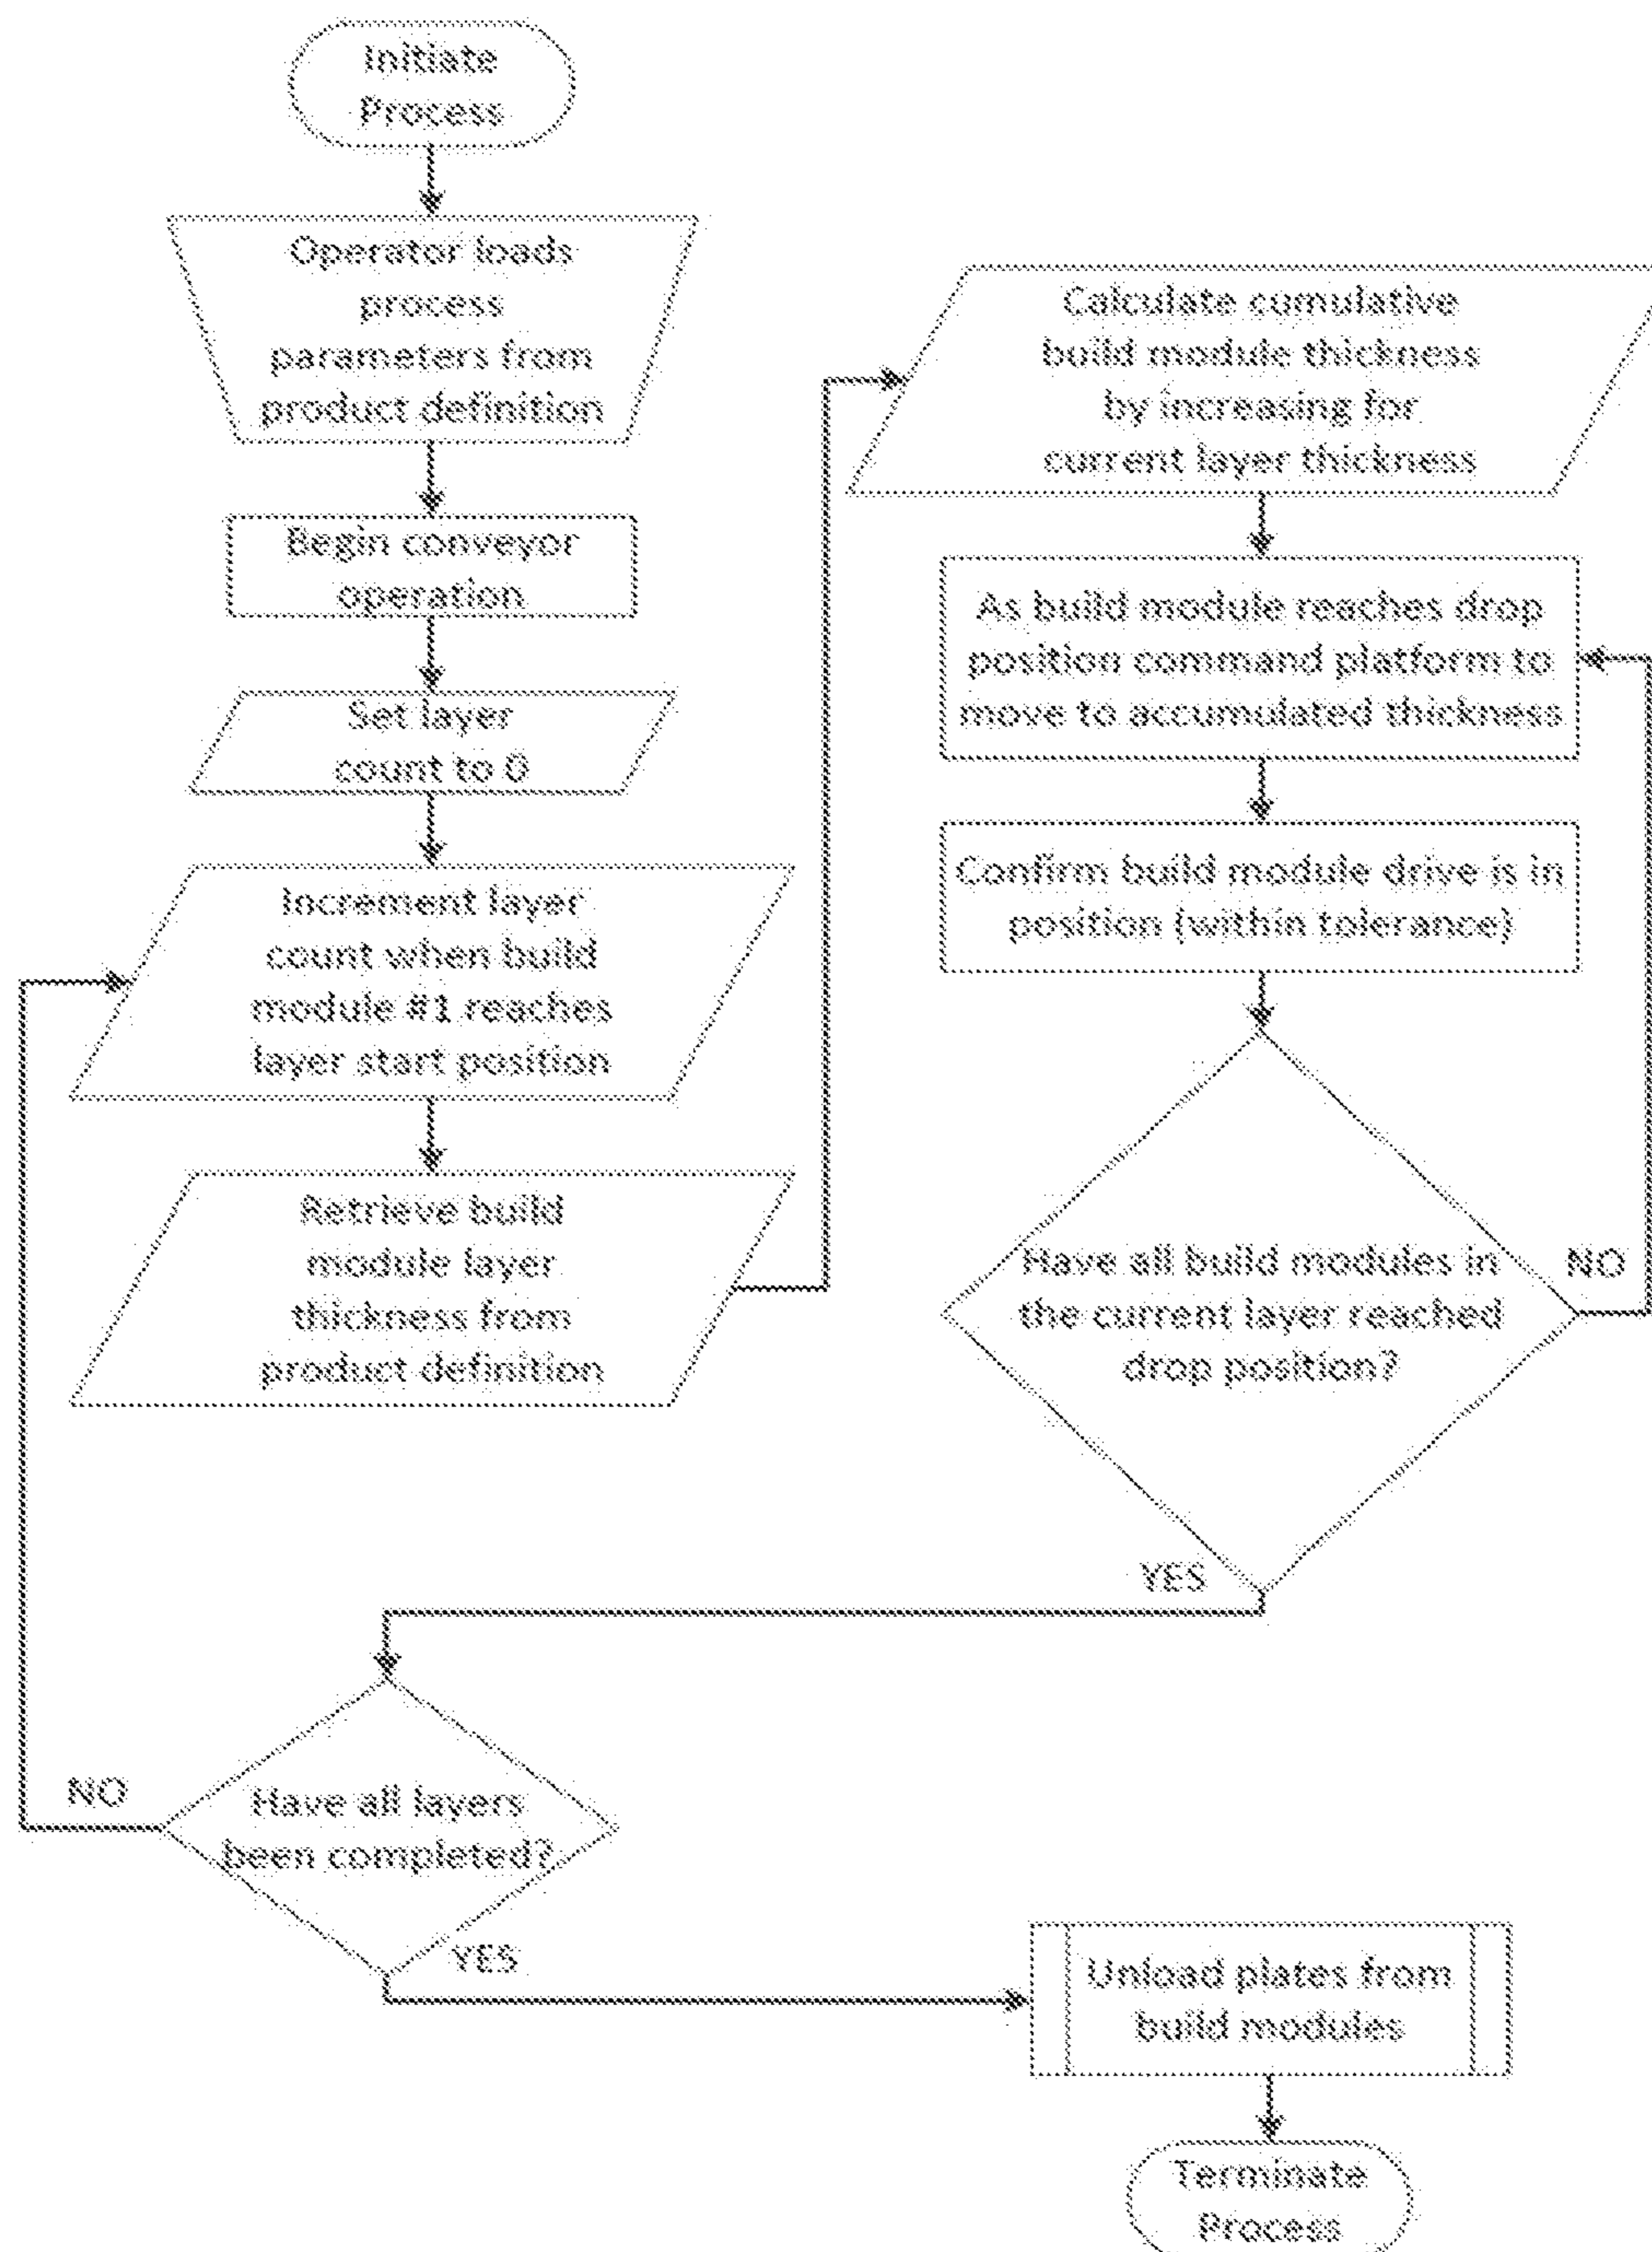 Initiate
Process
Operator loads
process
parameters from
product definition
Begin conveyor
operation
Set layer
count to 0
Increment layer
count when build
module #1 reaches
layer start position
Retrieve build
module layer
thickness from
product definition
Calculate cumulative
build module thickness
by increasing for
current layer thickness
As build module reaches drop
position command platform to
move to accumulated thickness
Confirm build module drive is in
position (within tolerance)
Have all build modules in
the current layer reached
drop position?
NO
YES
Have all layers
been completed?
NO
YES
Unload plates from
build modules
Terminate
Process